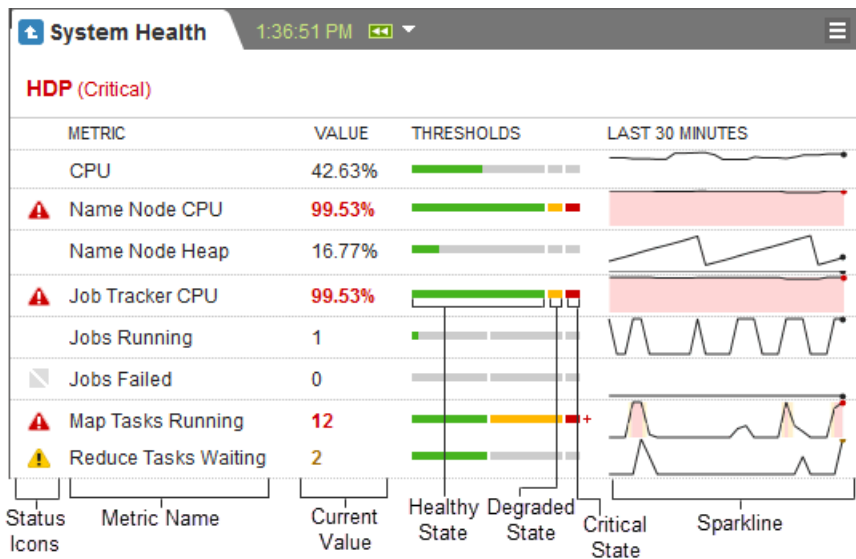 System Health 1:36:51 PM
HDP (Critical)
METRIC VALUE THRESHOLDS LAST 30 MINUTES
CPU 42.63%
Name Node CPU 99.53%
Name Node Heap 16.77%
Job Tracker CPU 99.53%
Jobs Running 1
Jobs Failed 0
Map Tasks Running 12 +
Reduce Tasks Waiting 2
Status Icons
Metric Name
Current Value
Healthy State
Degraded State
Critical State
Sparkline